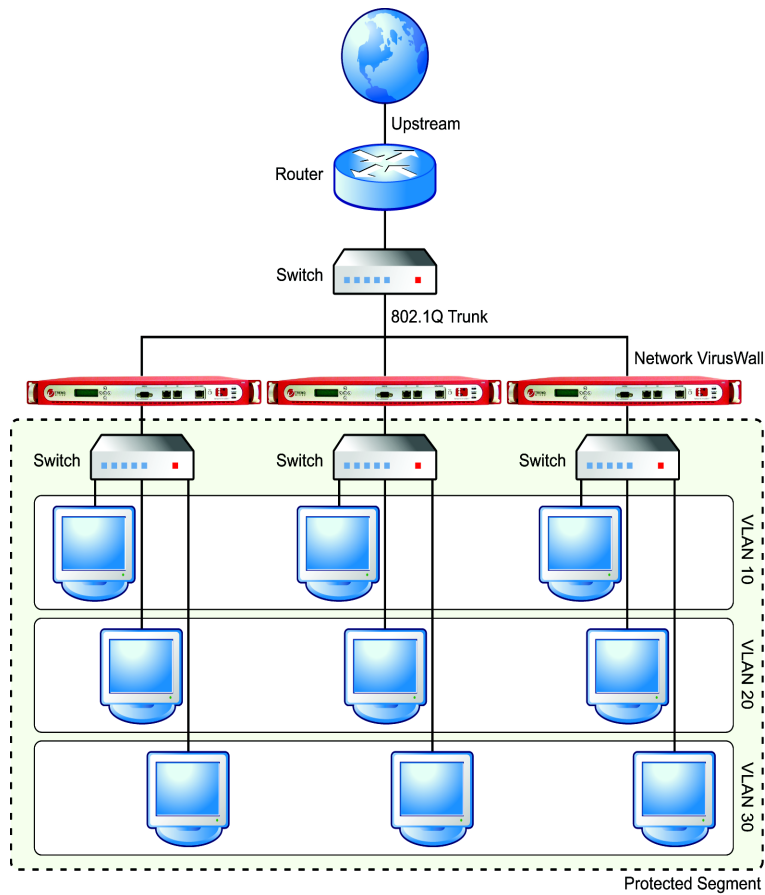 Upstream
Router
Switch
802.1Q Trunk
Network VirusWall
Switch
Switch
Switch
VLAN 10
VLAN 20
VLAN 30
Protected Segment